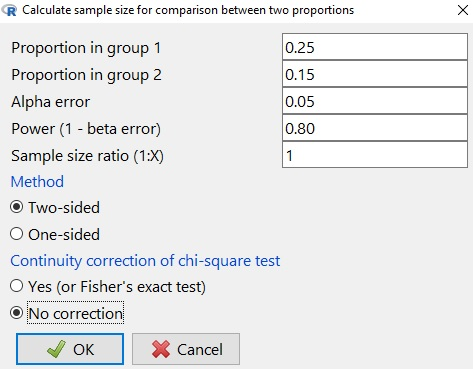 Calculate sample size for comparison between two proportions
Proportion in group 1 0.25
Proportion in group 2 0.15
Alpha error 0.05
Power (1 - beta error) 0.80
Sample size ratio (1:X) 1
Method
Two-sided
One-sided
Continuity correction of chi-square test
Yes (or Fisher's exact test)
No correction
OK Cancel